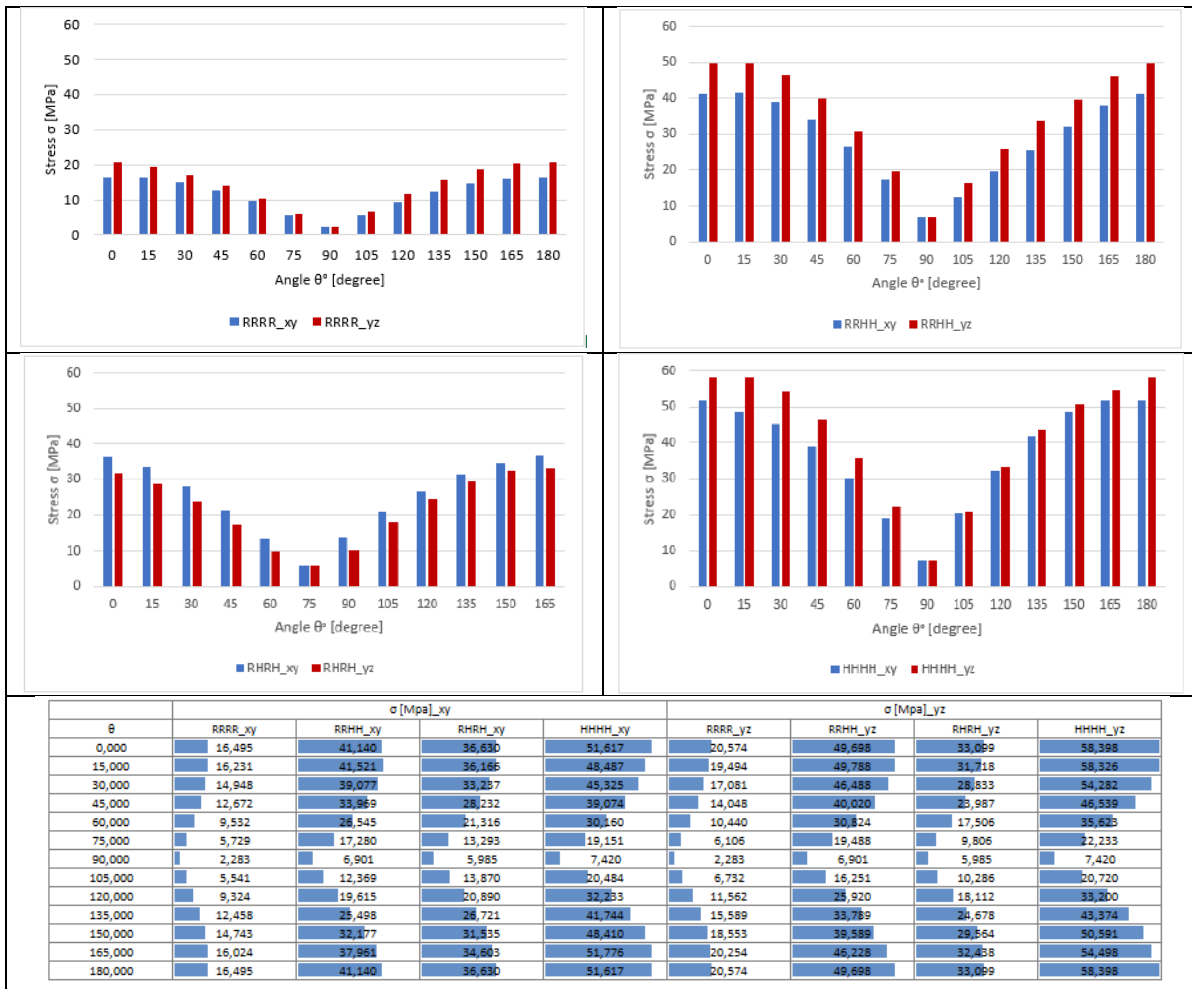 60
50
40
30
20
10
0
Stress σ [MPa]
0 15 30 45 60 75 90 105 120 135 150 165 180
Angle θ° [degree]
RRRR_xy RRRR_yz
60
50
40
30
20
10
0
Stress σ [MPa]
0 15 30 45 60 75 90 105 120 135 150 165 180
Angle θ° [degree]
RRHH_xy RRHH_yz
60
50
40
30
20
10
0
Stress σ [MPa]
0 15 30 45 60 75 90 105 120 135 150 165
Angle θ° [degree]
RHRH_xy RHRH_yz
60
50
40
30
20
10
0
Stress σ [MPa]
0 15 30 45 60 75 90 105 120 135 150 165 180
Angle θ° [degree]
HHHH_xy HHHH_yz
σ [Mpa]_xy σ [Mpa]_yz
θ RRRR_xy RRHH_xy RHRH_xy HHHH_xy RRRR_yz RRHH_yz RHRH_yz HHHH_yz
0,000 16,495 41,140 36,630 51,617 20,574 49,698 33,099 58,398
15,000 16,231 41,521 36,166 48,487 19,494 49,788 31,718 58,326
30,000 14,948 39,077 33,237 45,325 17,081 46,488 28,833 54,282
45,000 12,672 33,969 28,232 39,074 14,048 40,020 23,987 46,539
60,000 9,532 26,545 21,316 30,160 10,440 30,824 17,506 35,623
75,000 5,729 17,280 13,293 19,151 6,106 19,488 9,806 22,233
90,000 2,283 6,901 5,985 7,420 2,283 6,901 5,985 7,420
105,000 5,541 12,369 13,870 20,484 6,732 16,251 10,286 20,720
120,000 9,324 19,615 20,890 32,233 11,562 25,920 18,112 33,200
135,000 12,458 25,498 26,721 41,744 15,589 33,789 24,678 43,374
150,000 14,743 32,177 31,535 48,410 18,553 39,589 29,564 50,591
165,000 16,024 37,961 34,603 51,776 20,254 46,228 32,438 54,498
180,000 16,495 41,140 36,630 51,617 20,574 49,698 33,099 58,398